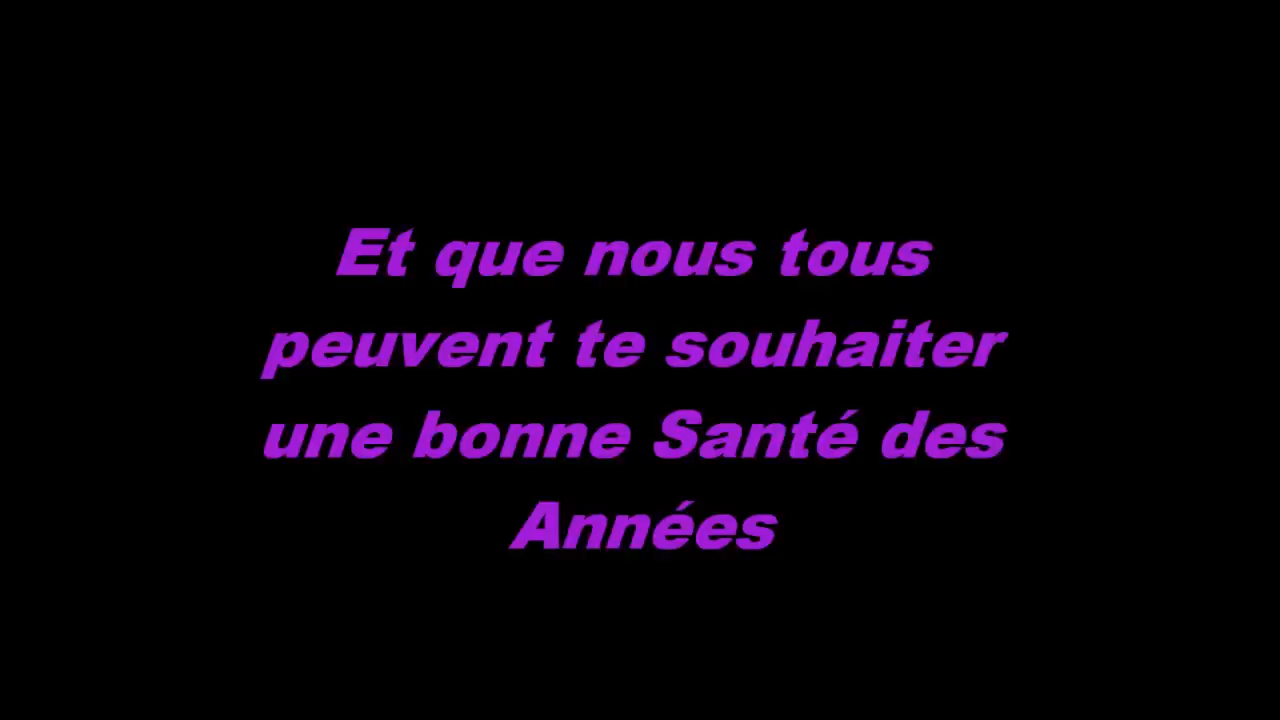 Et que nous tous
peuvent te souhaiter
une bonne Santé des
Années